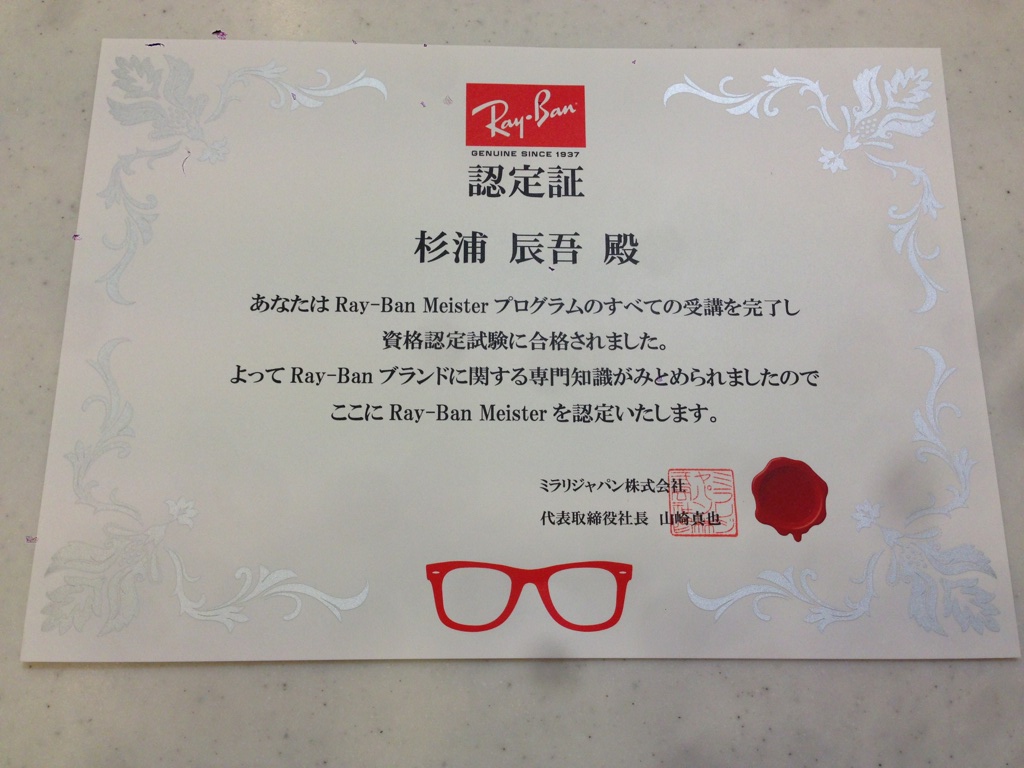 Ray-Ban
GENUINE SINCE 1937
認定証
杉浦 辰吾 殿
あなたは Ray-Ban Meister プログラムのすべての受講を完了し
資格認定試験に合格されました。
よって Ray-Ban ブランドに関する専門知識がみとめられましたので
ここに Ray-Ban Meister を認定いたします。
ミラリジャパン株式会社
代表取締役社長 山崎真也